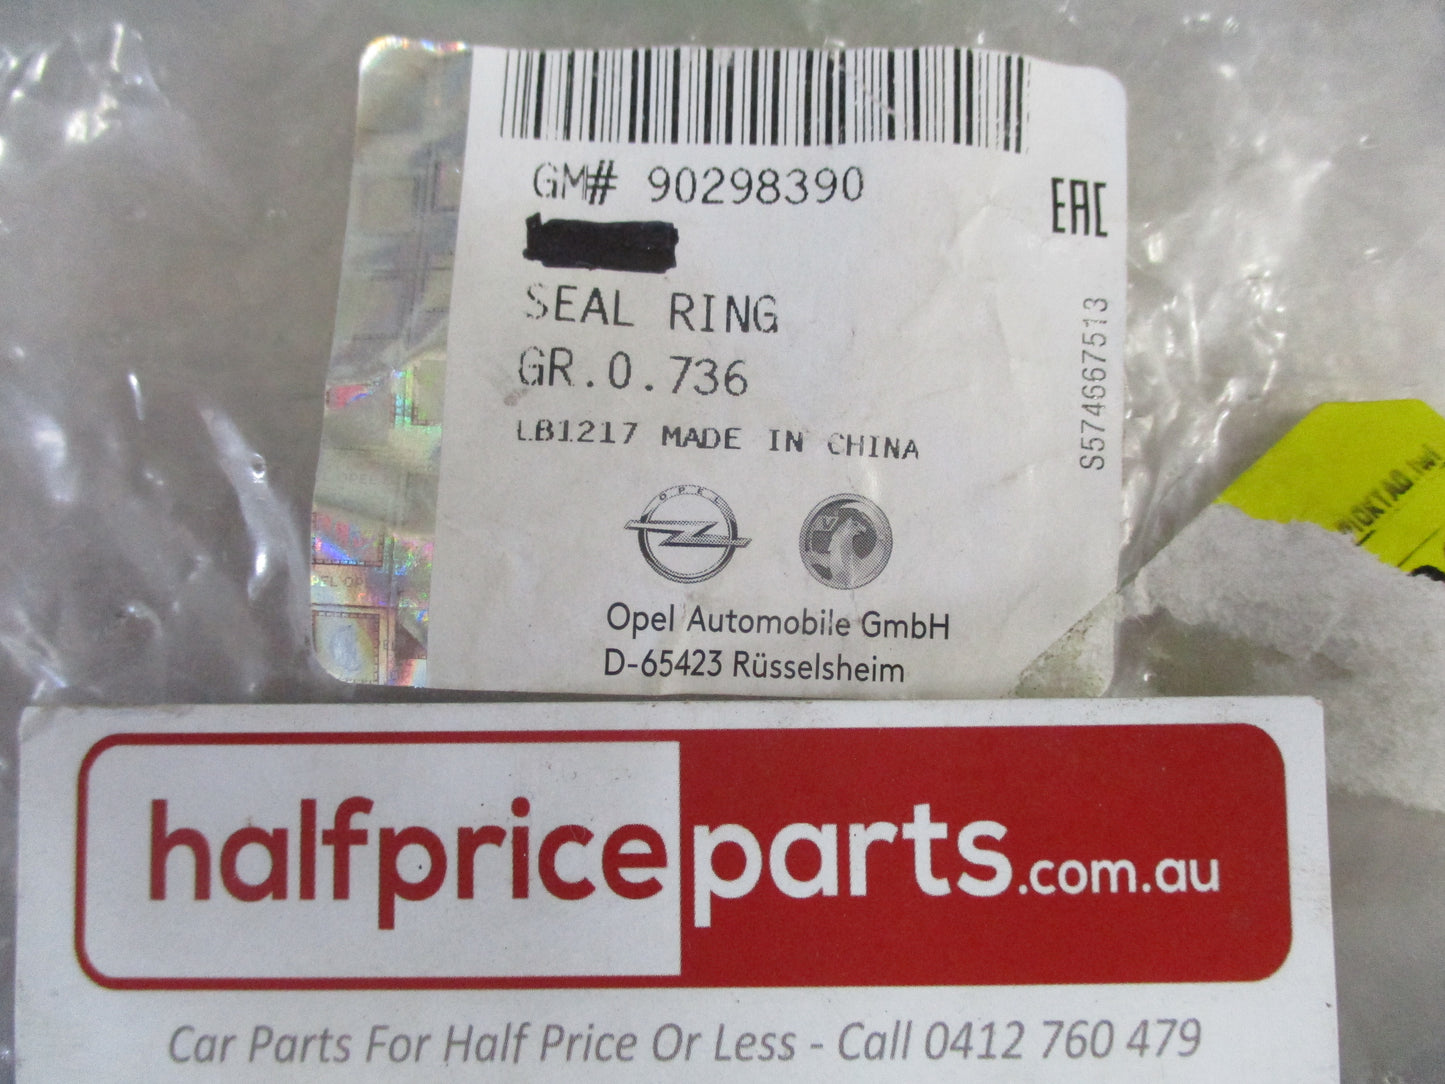 GM# 90298390
EAC
SEAL RING
GR.0.736
LB1217 MADE IN CHINA
S574667513
OPEL
Opel Automobile GmbH
D-65423 Rüsselsheim
halfpriceparts.com.au
Car Parts For Half Price Or Less - Call 0412 760 479